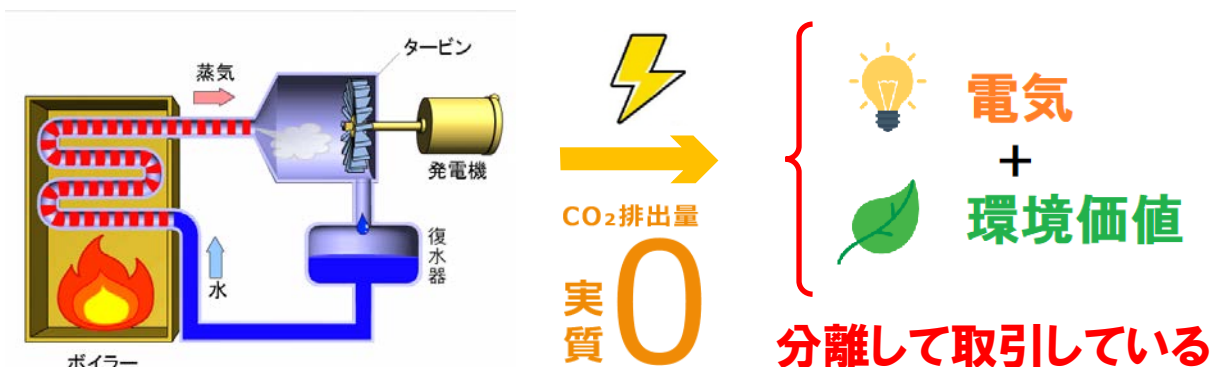 タービン
蒸気
発電機
復水器
水
ボイラー
CO₂排出量
実質0
電気
+
環境価値
分離して取引している